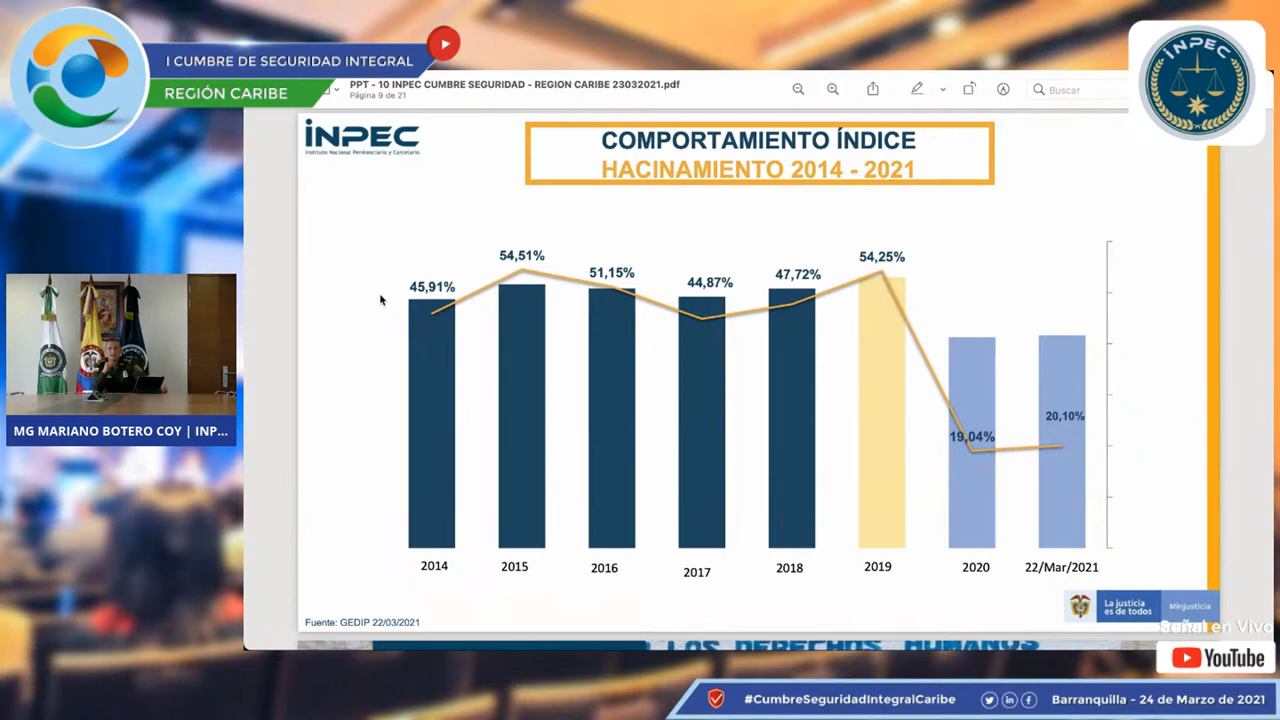 I CUMBRE DE SEGURIDAD INTEGRAL
REGIÓN CARIBE
PPT - 10 INPEC CUMBRE SEGURIDAD - REGION CARIBE 23032021.pdf
Página 9 de 21
Buscar
INPEC
INPEC
Instituto Nacional Penitenciario y Carcelario
COMPORTAMIENTO ÍNDICE
HACINAMIENTO 2014 - 2021
45,91%
54,51%
51,15%
44,87%
47,72%
54,25%
19,04%
20,10%
2014
2015
2016
2017
2018
2019
2020
22/Mar/2021
MG MARIANO BOTERO COY | INP...
Fuente: GEDIP 22/03/2021
La justicia
es de todos
Minjusticia
en Vivo
LOS DERECHOS HUMANOS
YouTube
#CumbreSeguridadIntegralCaribe
Barranquilla - 24 de Marzo de 2021